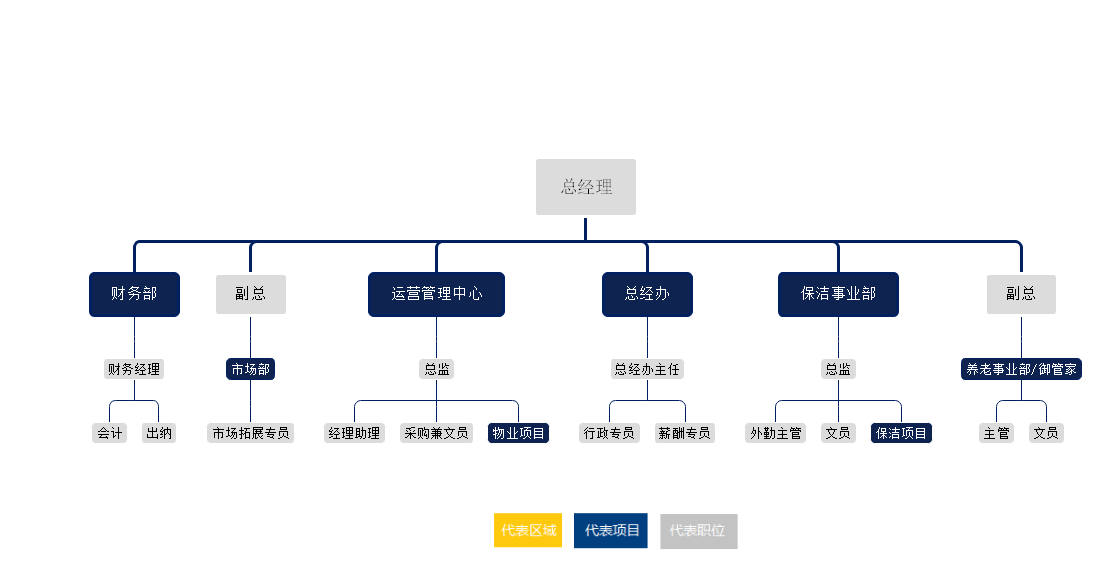 总经理
财务部
副总
运营管理中心
总经办
保洁事业部
副总
财务经理
市场部
总监
总经办主任
总监
养老事业部/御管家
会计
出纳
市场拓展专员
经理助理
采购兼文员
物业项目
行政专员
薪酬专员
外勤主管
文员
保洁项目
主管
文员
代表区域
代表项目
代表职位